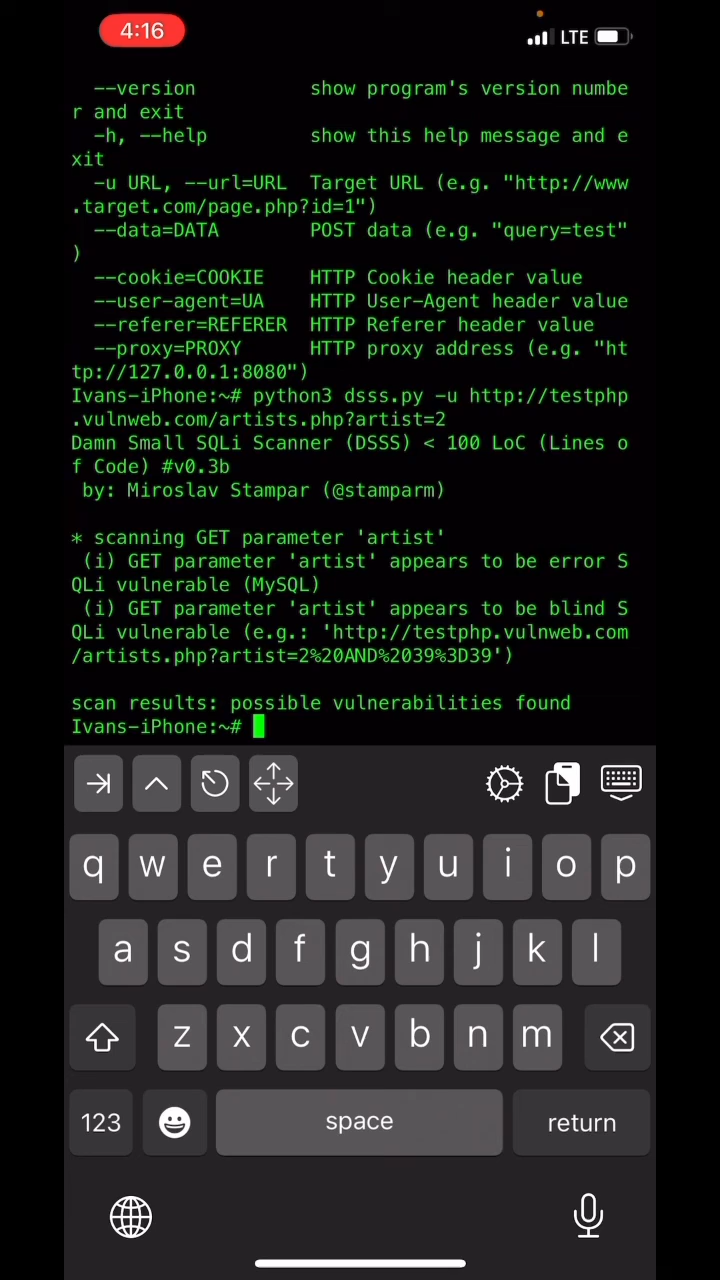 4:16
LTE
--version show program's version numbe
r and exit
-h, --help show this help message and e
xit
-u URL, --url=URL Target URL (e.g. "http://www
.target.com/page.php?id=1")
--data=DATA POST data (e.g. "query=test"
)
--cookie=COOKIE HTTP Cookie header value
--user-agent=UA HTTP User-Agent header value
--referer=REFERER HTTP Referer header value
--proxy=PROXY HTTP proxy address (e.g. "ht
tp://127.0.0.1:8080")
Ivans-iPhone:~# python3 dsss.py -u http://testphp
.vulnweb.com/artists.php?artist=2
Damn Small SQLi Scanner (DSSS) < 100 LoC (Lines o
f Code) #v0.3b
by: Miroslav Stampar (@stamparm)
* scanning GET parameter 'artist'
(i) GET parameter 'artist' appears to be error S
QLi vulnerable (MySQL)
(i) GET parameter 'artist' appears to be blind S
QLi vulnerable (e.g.: 'http://testphp.vulnweb.com
/artists.php?artist=2%20AND%2039%3D39')
scan results: possible vulnerabilities found
Ivans-iPhone:~#
q w e r t y u i o p
a s d f g h j k l
z x c v b n m
123 space return